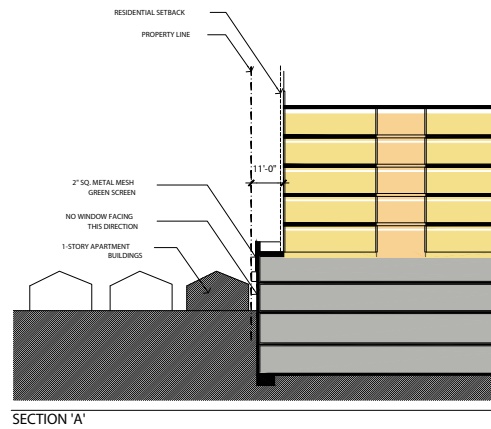 RESIDENTIAL SETBACK
PROPERTY LINE
11'-0"
2" SQ. METAL MESH
GREEN SCREEN
NO WINDOW FACING
THIS DIRECTION
1-STORY APARTMENT
BUILDINGS
SECTION 'A'